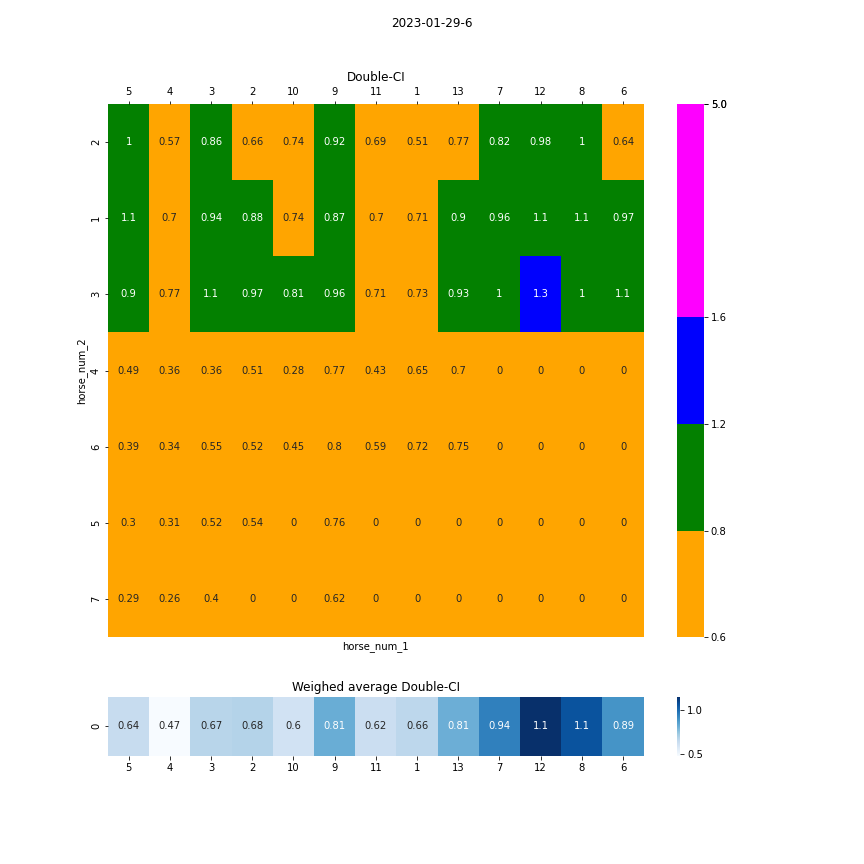 2023-01-29-6
Double-CI
5 4 3 2 10 9 11 1 13 7 12 8 6
2 1 0.57 0.86 0.66 0.74 0.92 0.69 0.51 0.77 0.82 0.98 1 0.64
1 1.1 0.7 0.94 0.88 0.74 0.87 0.7 0.71 0.9 0.96 1.1 1.1 0.97
3 0.9 0.77 1.1 0.97 0.81 0.96 0.71 0.73 0.93 1 1.3 1 1.1
4 0.49 0.36 0.36 0.51 0.28 0.77 0.43 0.65 0.7 0 0 0 0
6 0.39 0.34 0.55 0.52 0.45 0.8 0.59 0.72 0.75 0 0 0 0
5 0.3 0.31 0.52 0.54 0 0.76 0 0 0 0 0 0 0
7 0.29 0.26 0.4 0 0 0.62 0 0 0 0 0 0 0
horse_num_2
horse_num_1
5.0
1.6
1.2
0.8
0.6
Weighed average Double-CI
0 0.64 0.47 0.67 0.68 0.6 0.81 0.62 0.66 0.81 0.94 1.1 1.1 0.89
5 4 3 2 10 9 11 1 13 7 12 8 6
1.0
0.5